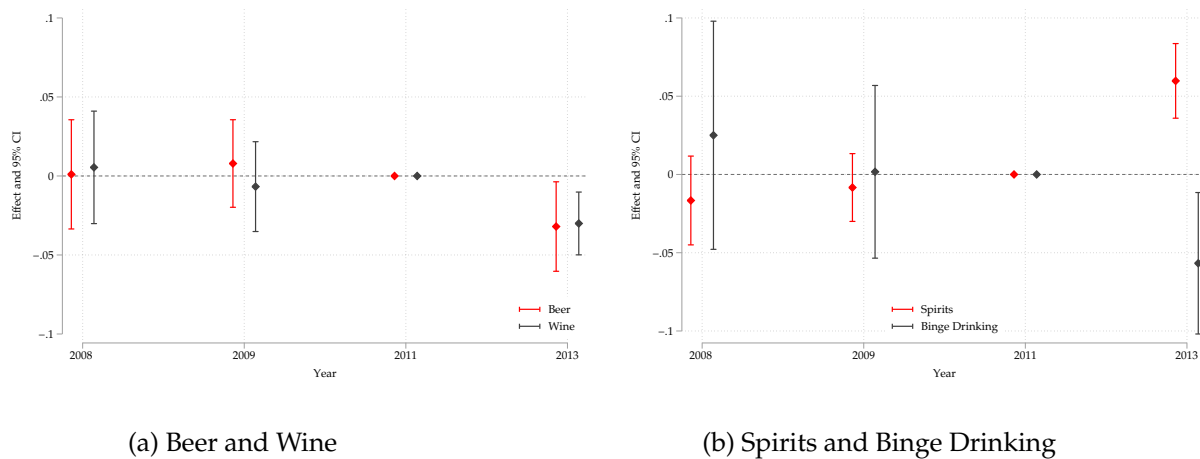 .1
.05
0
−.05
−.1
Effect and 95% CI
2008
2009
2011
2013
Year
Beer
Wine
(a) Beer and Wine
.1
.05
0
−.05
−.1
Effect and 95% CI
2008
2009
2011
2013
Year
Spirits
Binge Drinking
(b) Spirits and Binge Drinking